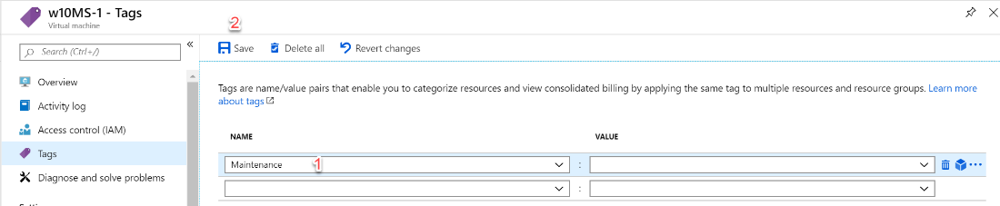 w10MS-1 - Tags
Virtual machine
Search (Ctrl+/)
«
Overview
Activity log
Access control (IAM)
Tags
Diagnose and solve problems
2
Save
Delete all
Revert changes
Tags are name/value pairs that enable you to categorize resources and view consolidated billing by applying the same tag to multiple resources and resource groups. Learn more
about tags
NAME
VALUE
Maintenance
1
:
: